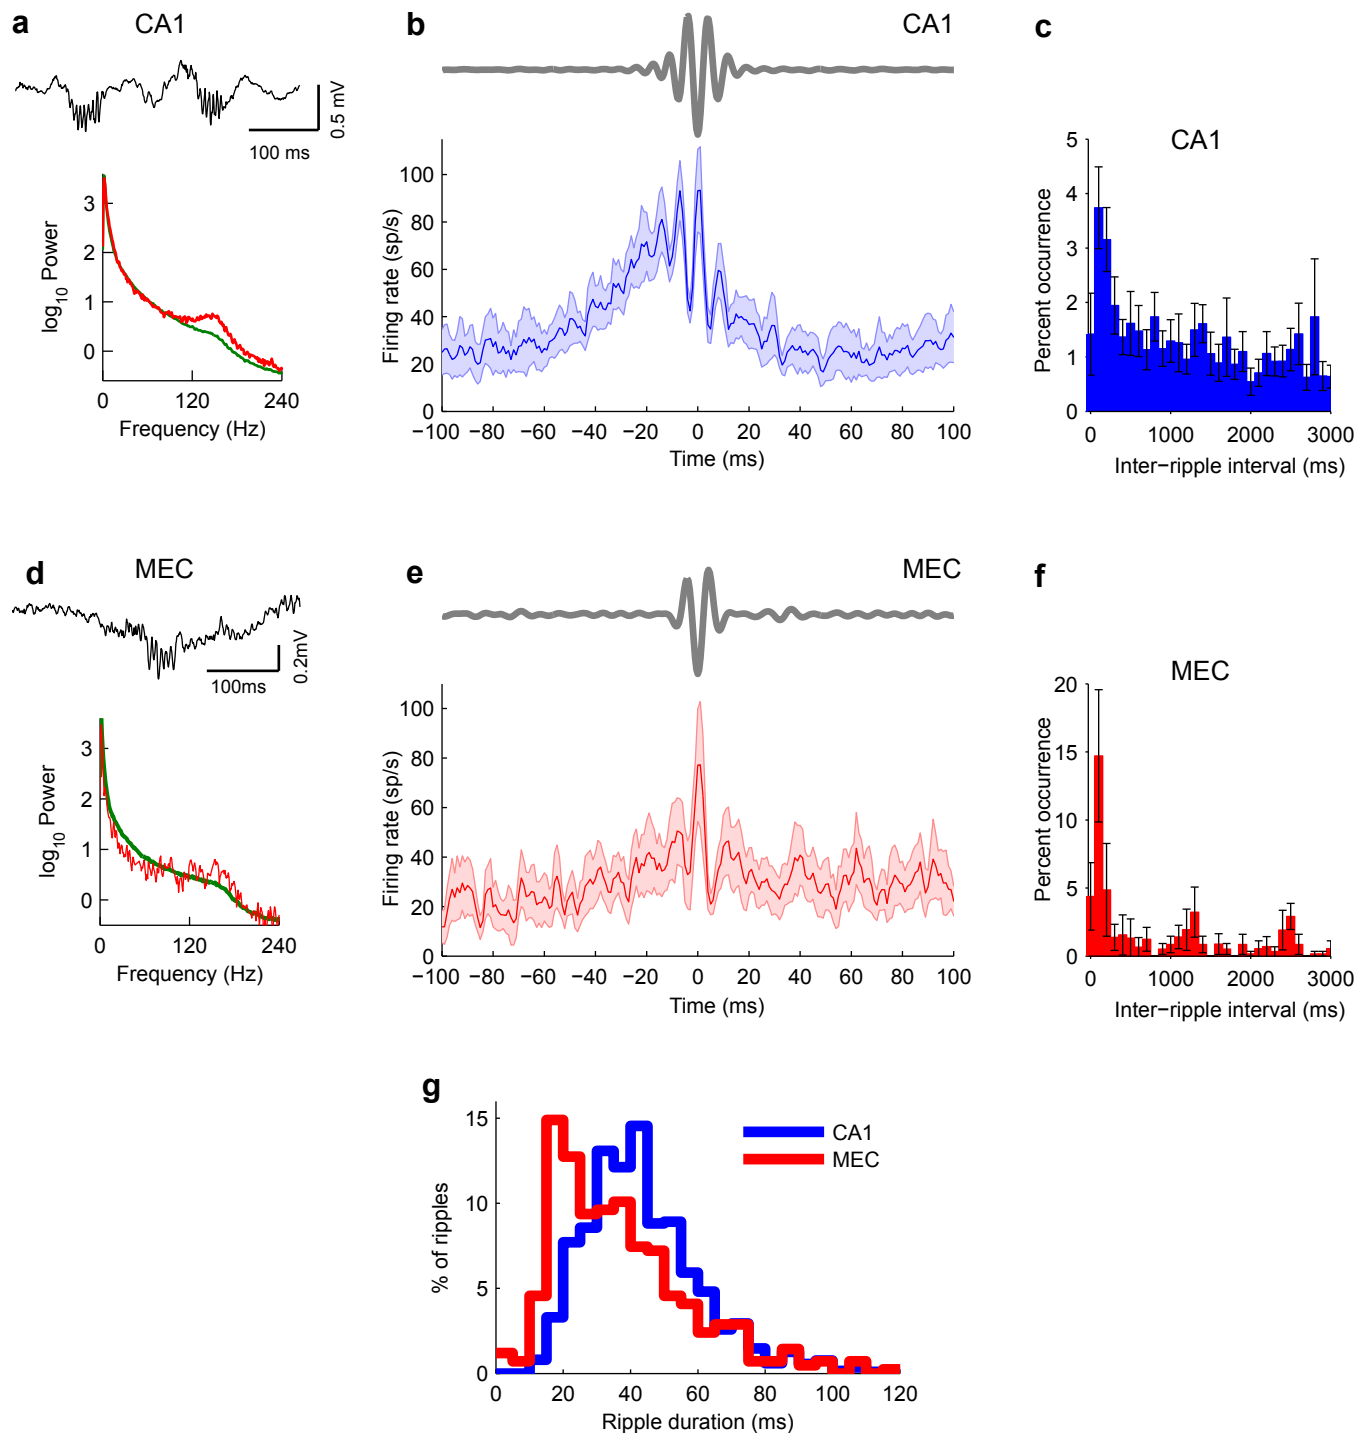 a
CA1
0.5 mV
100 ms
log10 Power
3
2
1
0
0 120 240
Frequency (Hz)
b
CA1
Firing rate (sp/s)
100
80
60
40
20
0
−100 −80 −60 −40 −20 0 20 40 60 80 100
Time (ms)
c
CA1
Percent occurrence
5
4
3
2
1
0
0 1000 2000 3000
Inter−ripple interval (ms)
d
MEC
0.2mV
100ms
log10 Power
3
2
1
0
0 120 240
Frequency (Hz)
e
MEC
Firing rate (sp/s)
100
80
60
40
20
0
−100 −80 −60 −40 −20 0 20 40 60 80 100
Time (ms)
f
MEC
Percent occurrence
20
15
10
5
0
0 1000 2000 3000
Inter−ripple interval (ms)
g
% of ripples
15
10
5
0
CA1
MEC
0 20 40 60 80 100 120
Ripple duration (ms)